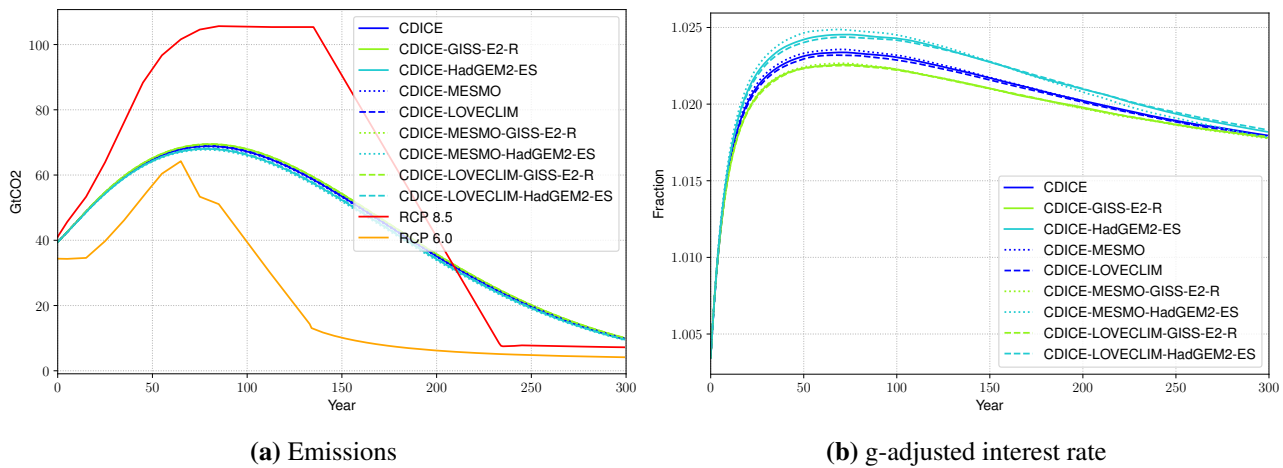 GtCO2
100
80
60
40
20
0
0
50
100
150
200
250
300
Year
CDICE
CDICE-GISS-E2-R
CDICE-HadGEM2-ES
CDICE-MESMO
CDICE-LOVECLIM
CDICE-MESMO-GISS-E2-R
CDICE-MESMO-HadGEM2-ES
CDICE-LOVECLIM-GISS-E2-R
CDICE-LOVECLIM-HadGEM2-ES
RCP 8.5
RCP 6.0
(a) Emissions
Fraction
1.025
1.020
1.015
1.010
1.005
0
50
100
150
200
250
300
Year
CDICE
CDICE-GISS-E2-R
CDICE-HadGEM2-ES
CDICE-MESMO
CDICE-LOVECLIM
CDICE-MESMO-GISS-E2-R
CDICE-MESMO-HadGEM2-ES
CDICE-LOVECLIM-GISS-E2-R
CDICE-LOVECLIM-HadGEM2-ES
(b) g-adjusted interest rate